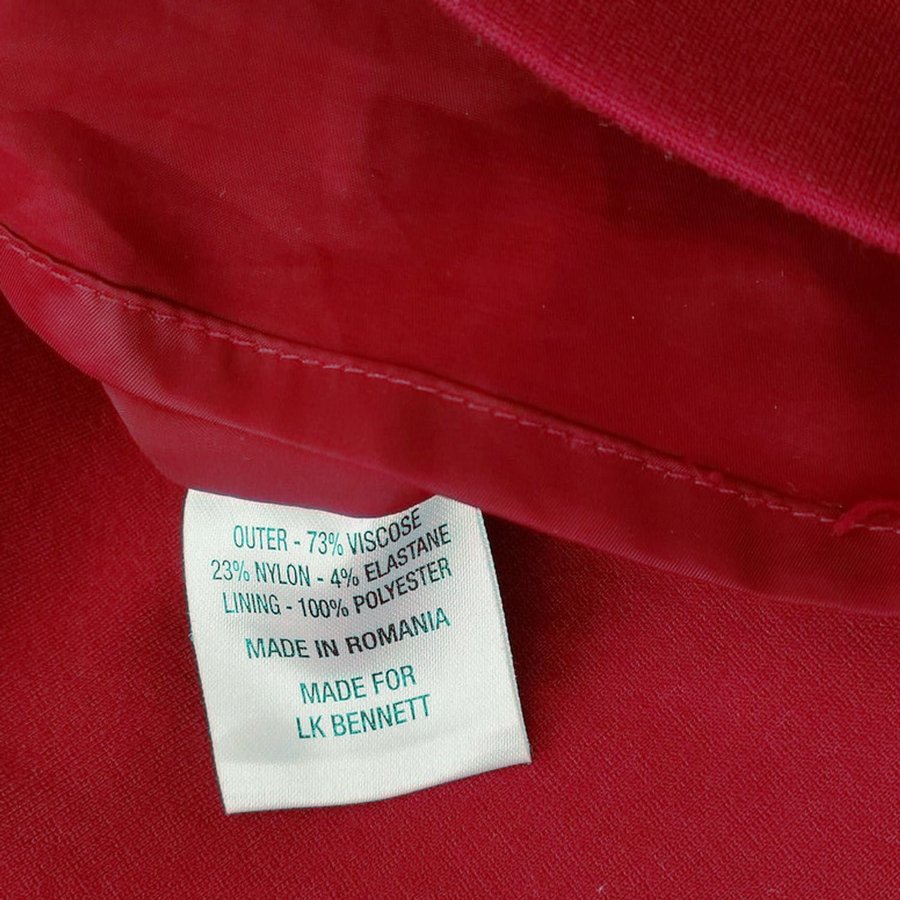 OUTER - 73% VISCOSE
23% NYLON - 4% ELASTANE
LINING - 100% POLYESTER
MADE IN ROMANIA
MADE FOR
LK BENNETT